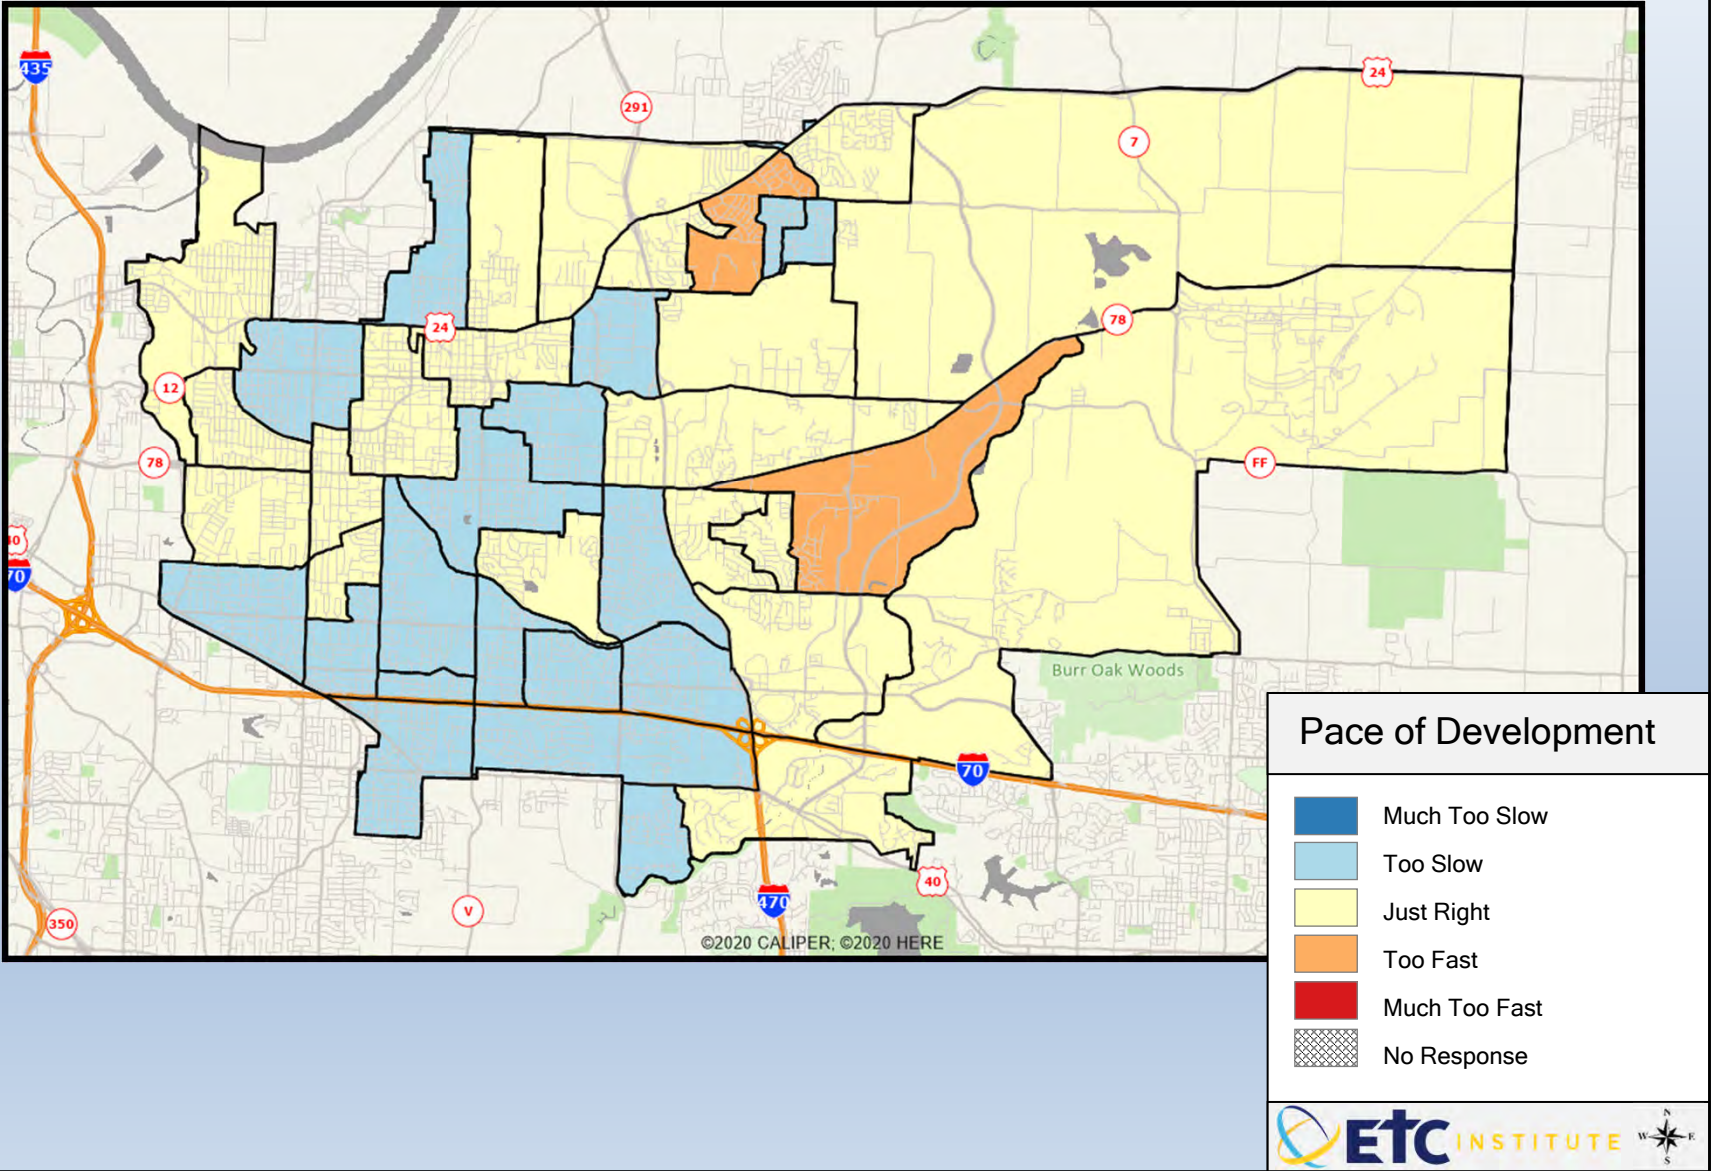 435
291
24
7
24
78
12
78
FF
40
70
Burr Oak Woods
70
40
470
V
350
©2020 CALIPER; ©2020 HERE
Pace of Development
Much Too Slow
Too Slow
Just Right
Too Fast
Much Too Fast
No Response
ETC INSTITUTE
N
W E
S